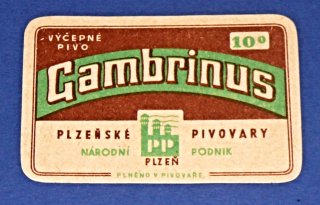 VÝČEPNÉ
PIVO
10°
Gambrinus
PLZEŇSKÉ PIVOVARY
PP
NÁRODNÍ PODNIK
PLZEŇ
PLNĚNO V PIVOVAŘE